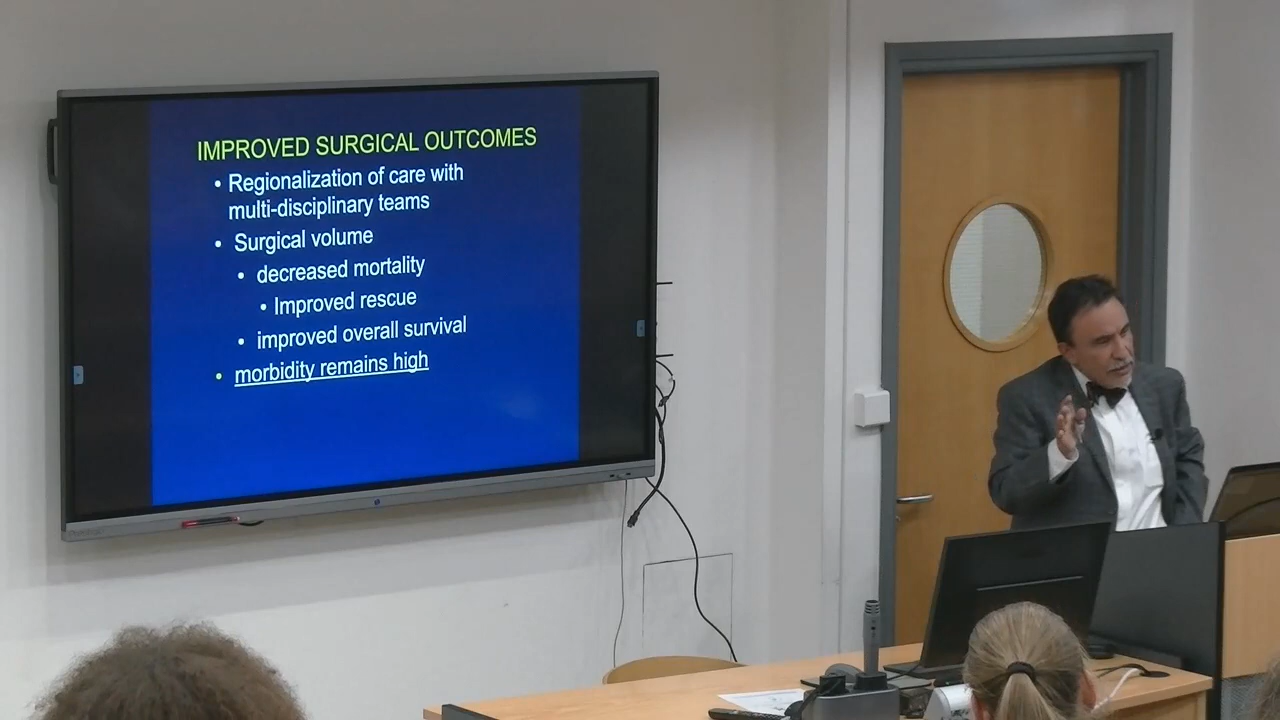 IMPROVED SURGICAL OUTCOMES
• Regionalization of care with
multi-disciplinary teams
• Surgical volume
• decreased mortality
• Improved rescue
• improved overall survival
• morbidity remains high